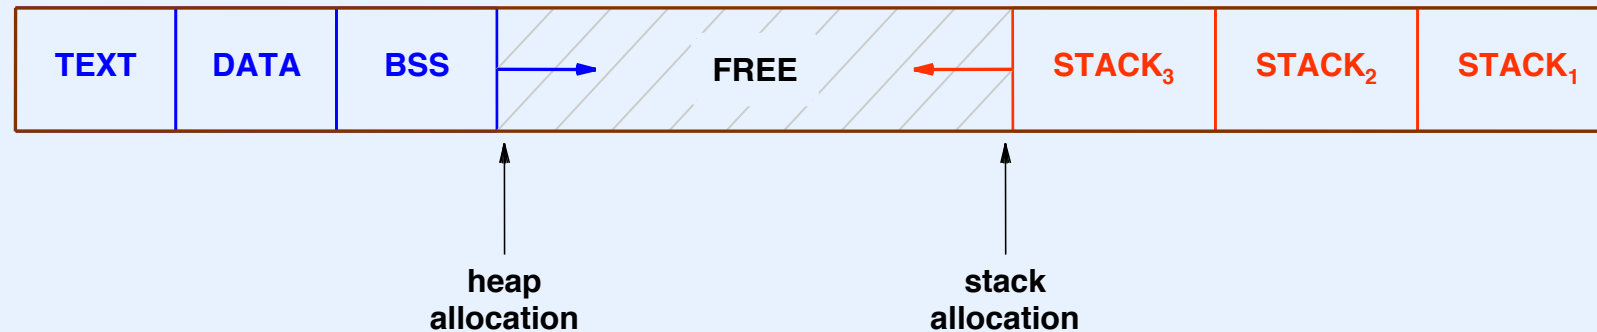 TEXT DATA BSS FREE STACK₃ STACK₂ STACK₁
heap stack
allocation allocation